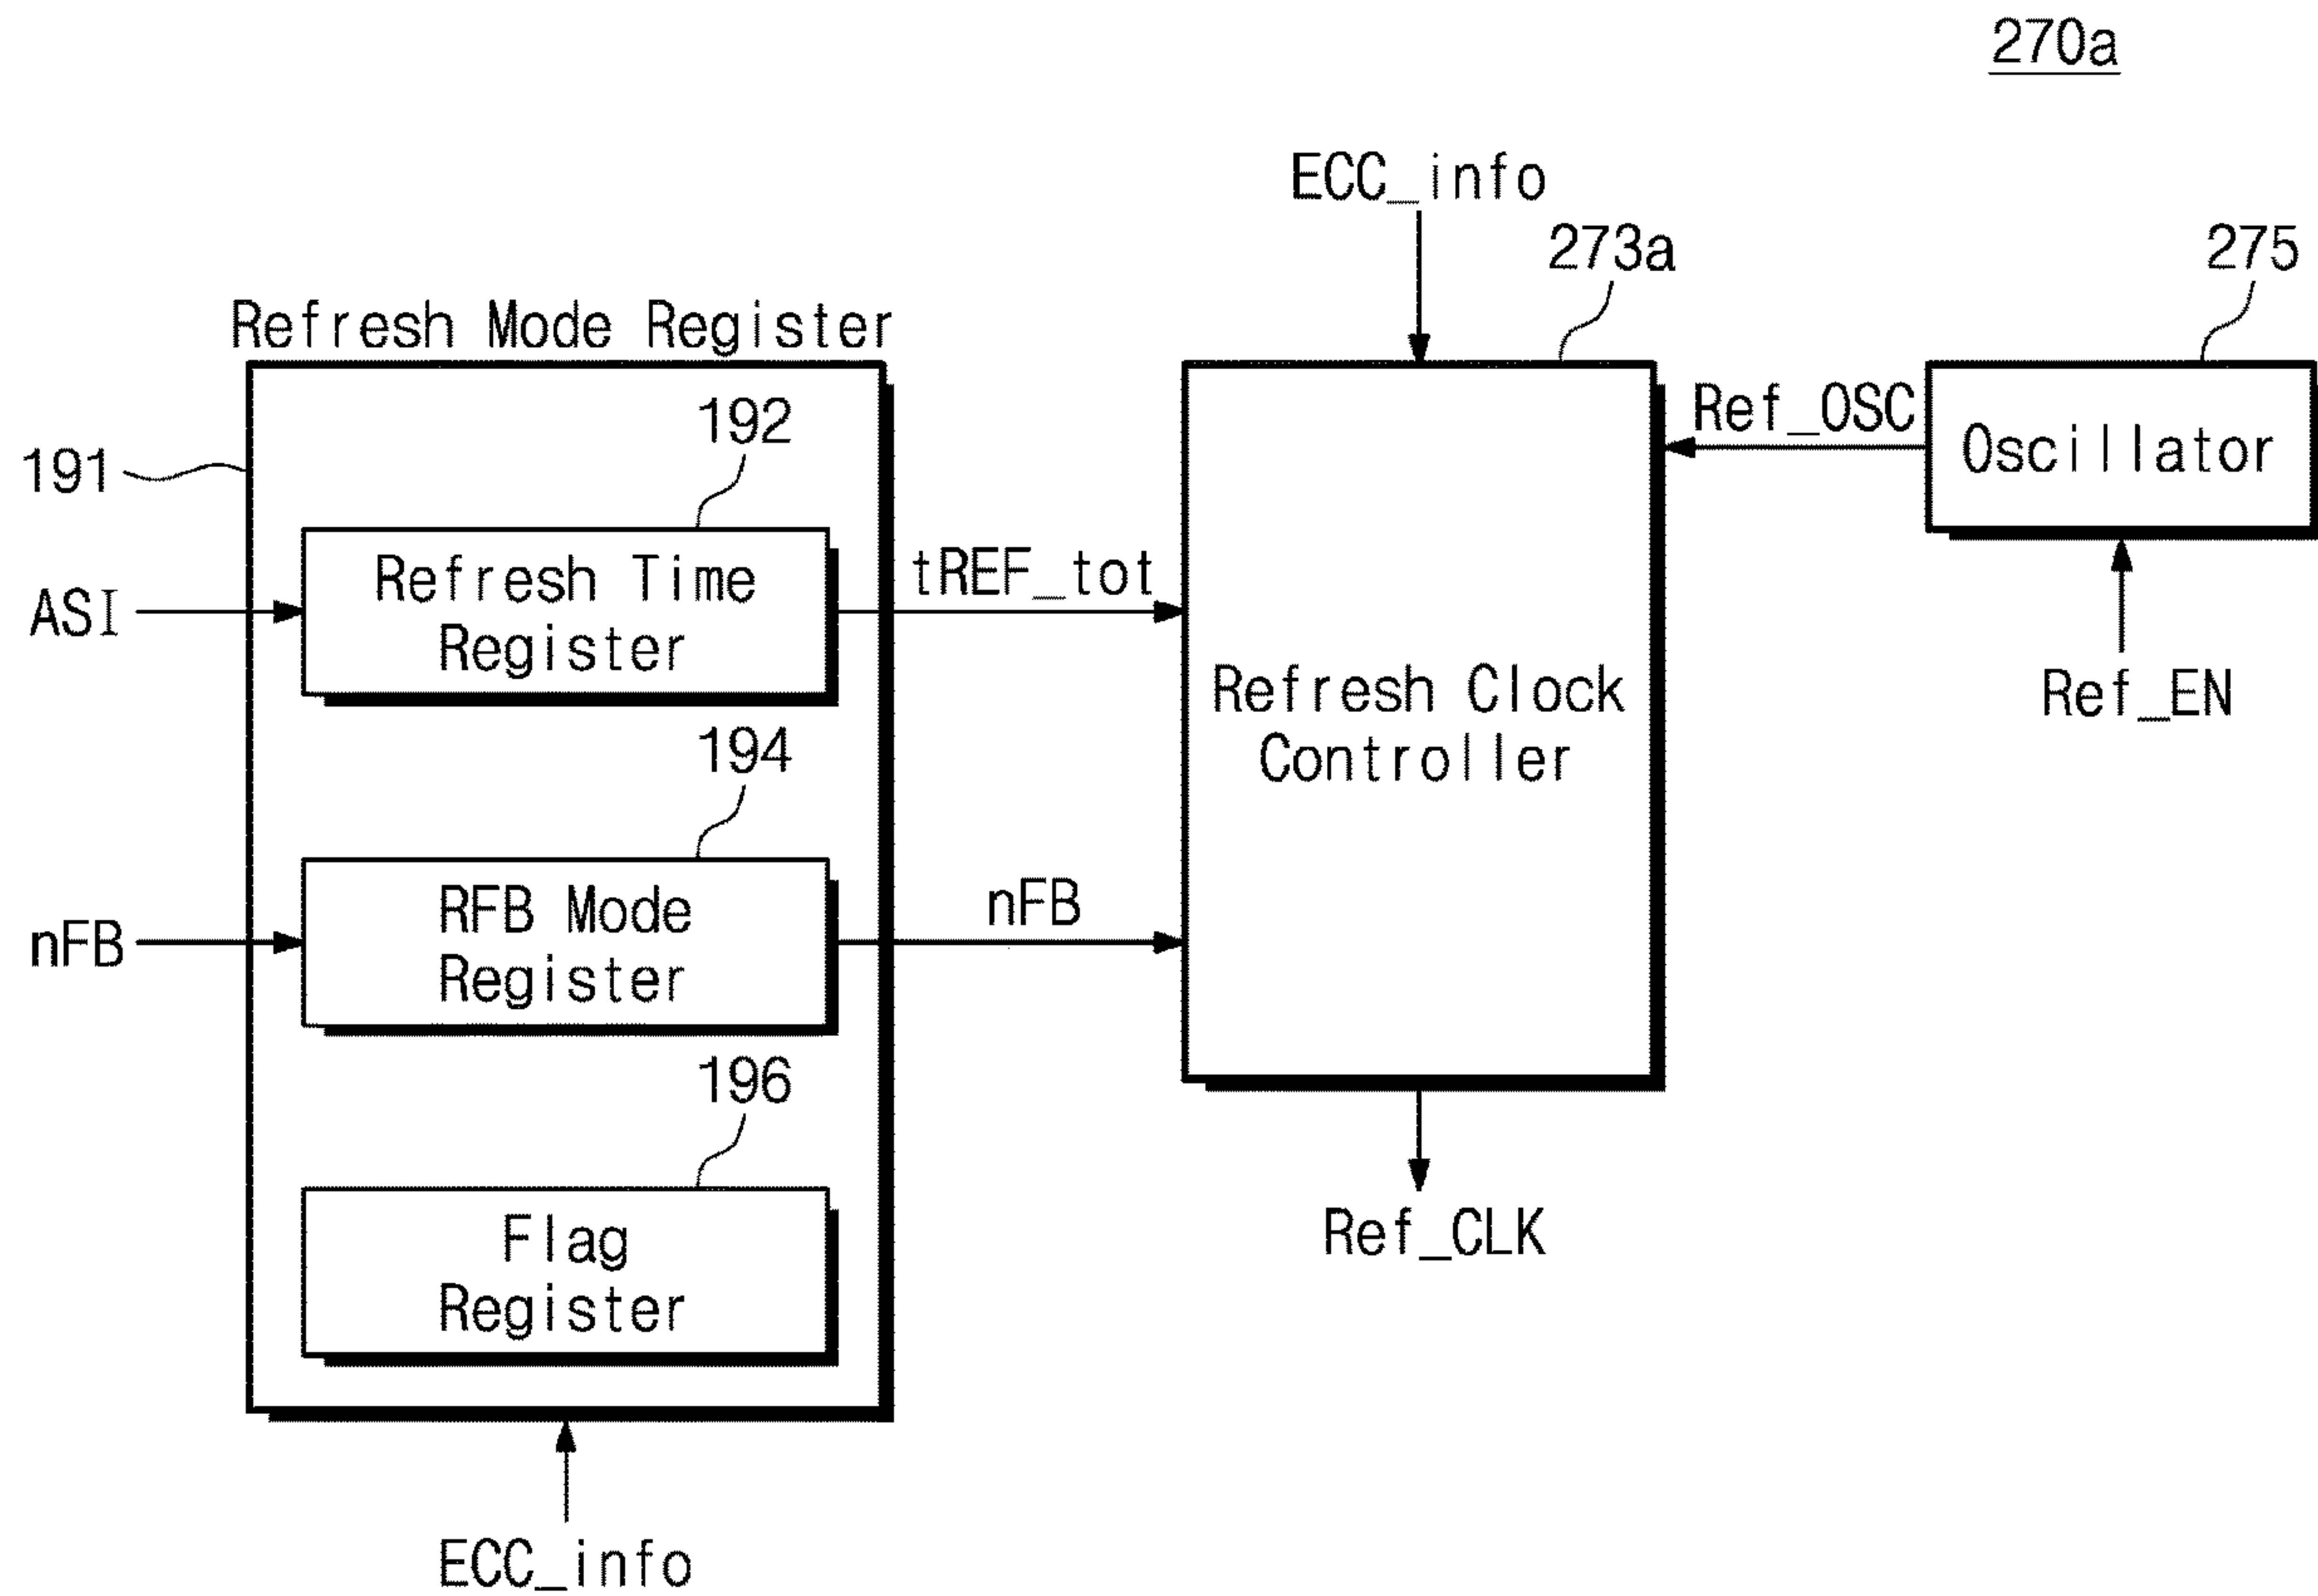 270a
ECC_info
273a
275
Refresh Mode Register
Ref_OSC
Oscillator
192
191
Refresh Time
Register
tREF_tot
ASI
Ref_EN
Refresh Clock
Controller
194
RFB Mode
Register
nFB
nFB
196
Ref_CLK
Flag
Register
ECC_info